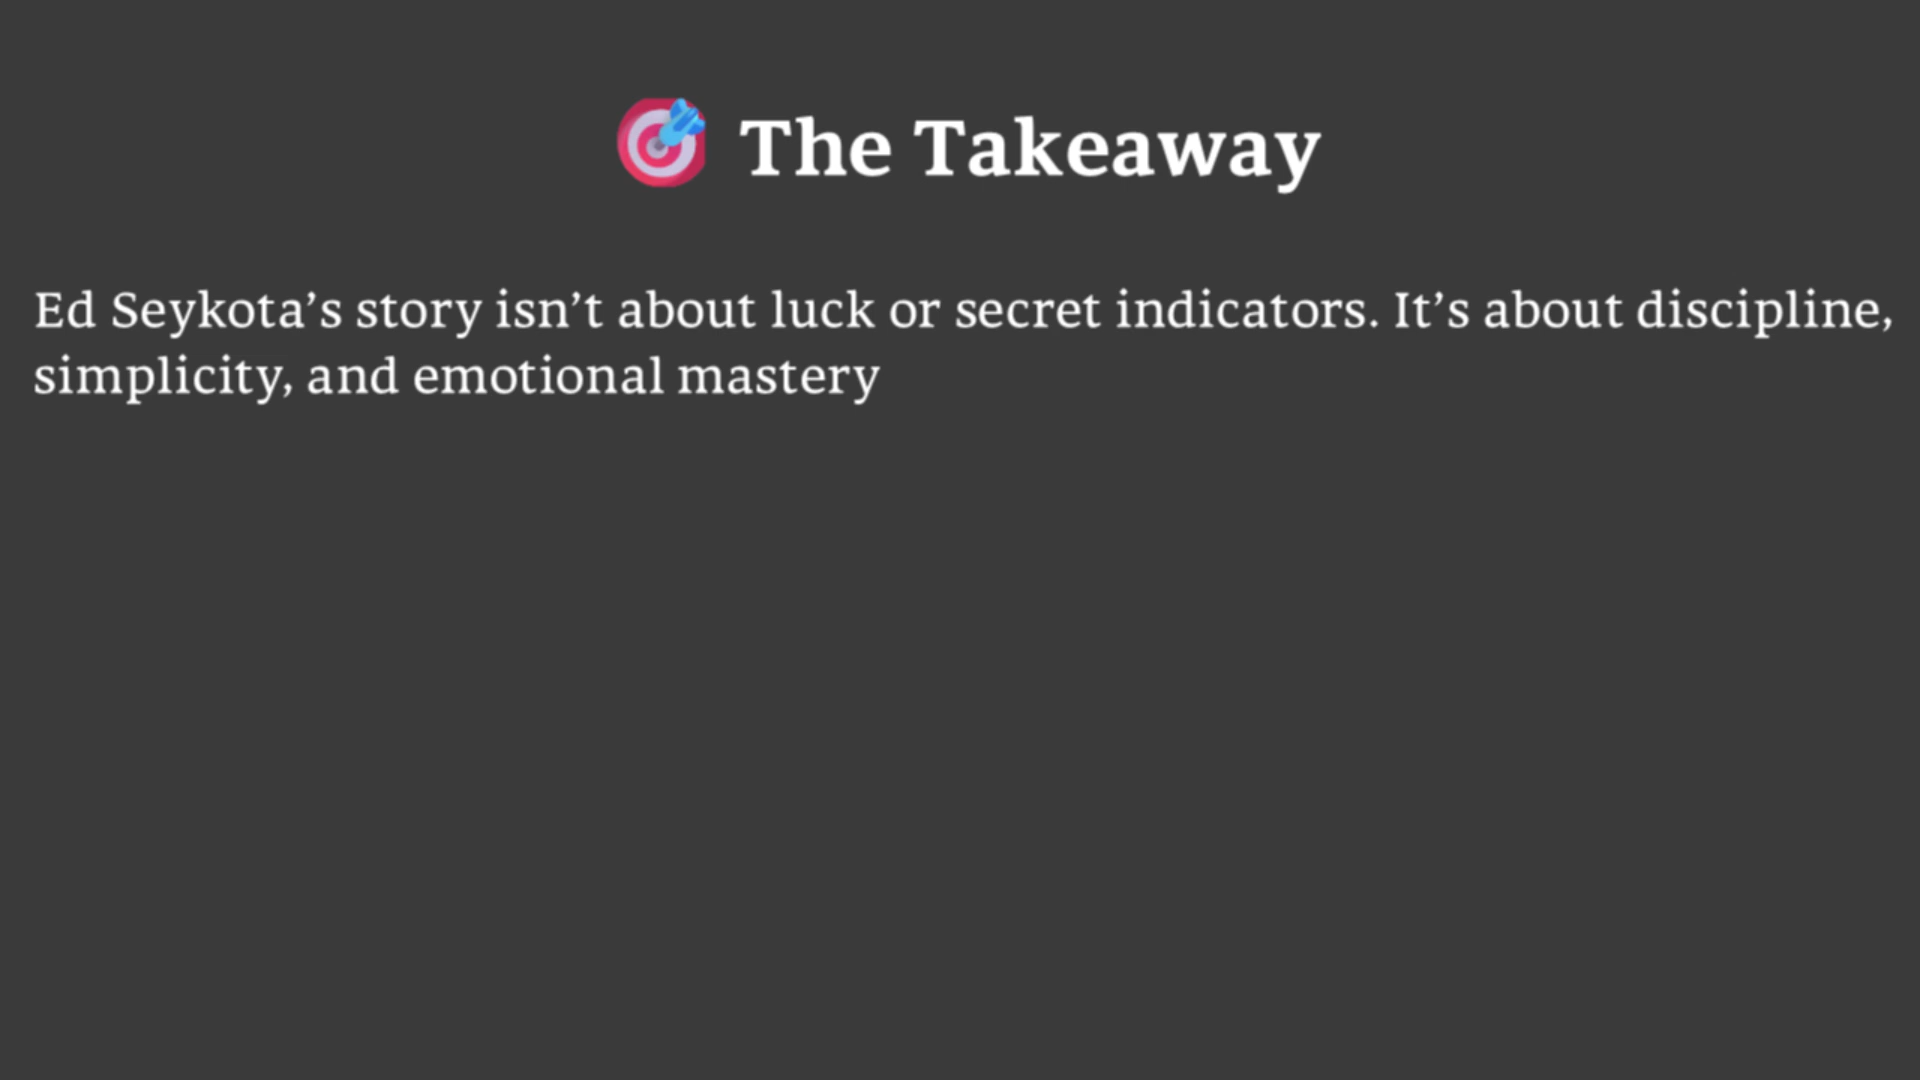 The Takeaway
Ed Seykota’s story isn’t about luck or secret indicators. It’s about discipline,
simplicity, and emotional mastery